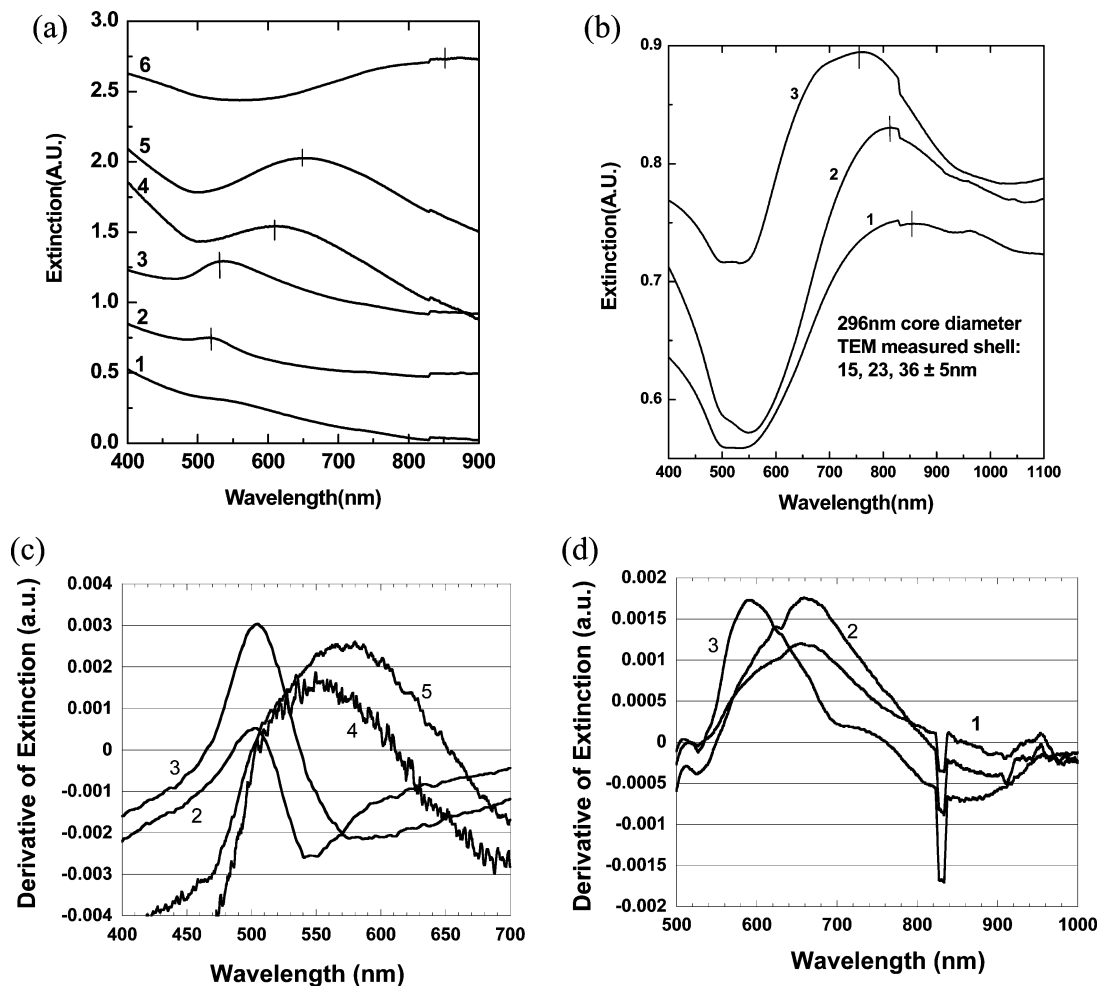 (a)
3.0
2.5
2.0
1.5
1.0
0.5
0.0
Extinction(A.U.)
6
5
4
3
2
1
400 500 600 700 800 900
Wavelength(nm)
(b)
0.9
0.8
0.7
0.6
Extinction(A.U.)
3
2
1
296nm core diameter
TEM measured shell:
15, 23, 36 ± 5nm
400 500 600 700 800 900 1000 1100
Wavelength(nm)
(c)
0.004
0.003
0.002
0.001
0
-0.001
-0.002
-0.003
-0.004
Derivative of Extinction (a.u.)
3
2
5
4
400 450 500 550 600 650 700
Wavelength (nm)
(d)
0.002
0.0015
0.001
0.0005
0
-0.0005
-0.001
-0.0015
-0.002
Derivative of Extinction (a.u.)
3
2
1
500 600 700 800 900 1000
Wavelength (nm)